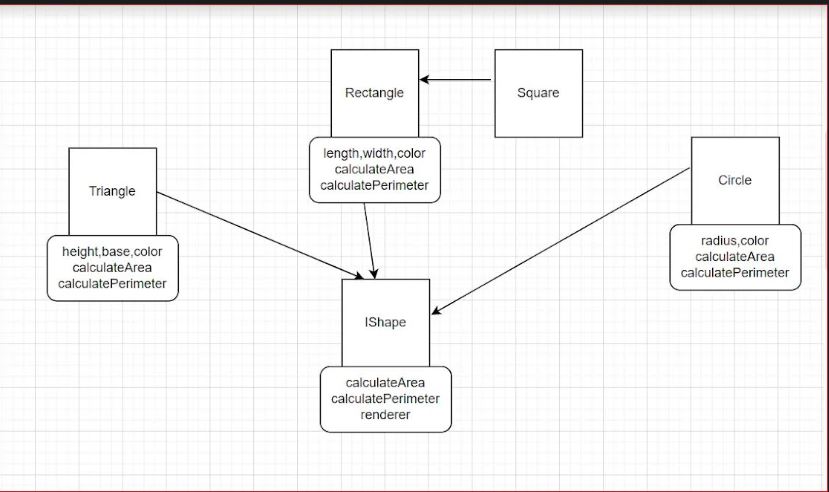 Rectangle
Square
length,width,color
calculateArea
calculatePerimeter
Triangle
height,base,color
calculateArea
calculatePerimeter
Circle
radius,color
calculateArea
calculatePerimeter
IShape
calculateArea
calculatePerimeter
renderer